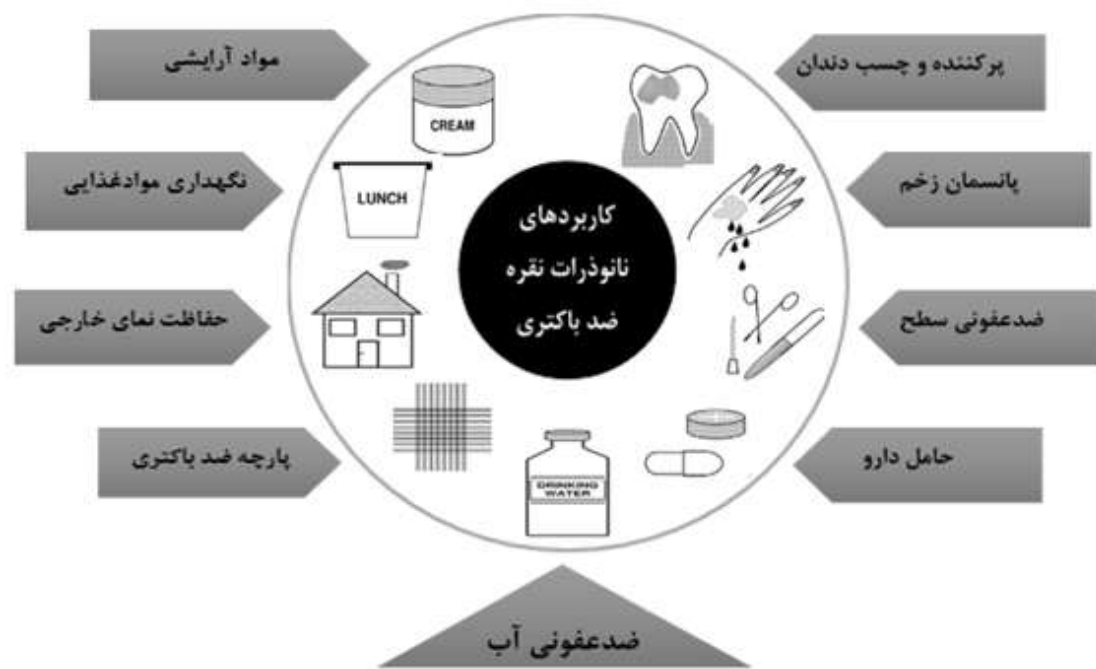 مواد آرایشی
پرکننده و چسب دندان
CREAM
نگهداری موادغذایی
LUNCH
پانسمان زخم
کاربردهای
نانوذرات نقره
ضد باکتری
حفاظت نمای خارجی
ضدعفونی سطح
پارچه ضد باکتری
حامل دارو
DRINKING
WATER
ضدعفونی آب